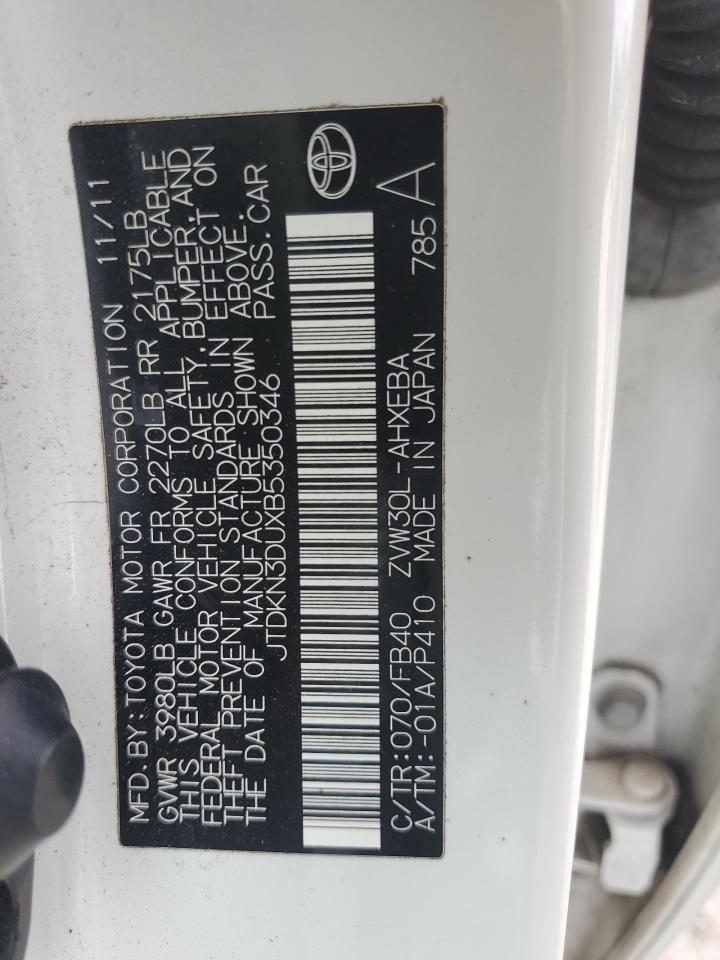 MFD. BY: TOYOTA MOTOR CORPORATION 11/11
GVWR 3980LB GAWR FR 2270LB RR 2175LB
THIS VEHICLE CONFORMS TO ALL APPLICABLE
FEDERAL MOTOR VEHICLE SAFETY, BUMPER, AND
THEFT PREVENTION STANDARDS IN EFFECT ON
THE DATE OF MANUFACTURE SHOWN ABOVE.
JTDKN3DUXB5350346 PASS. CAR
C/TR: 070/FB40 ZVW30L-AHXEBA
A/TM: -01A/P410 MADE IN JAPAN 785 A